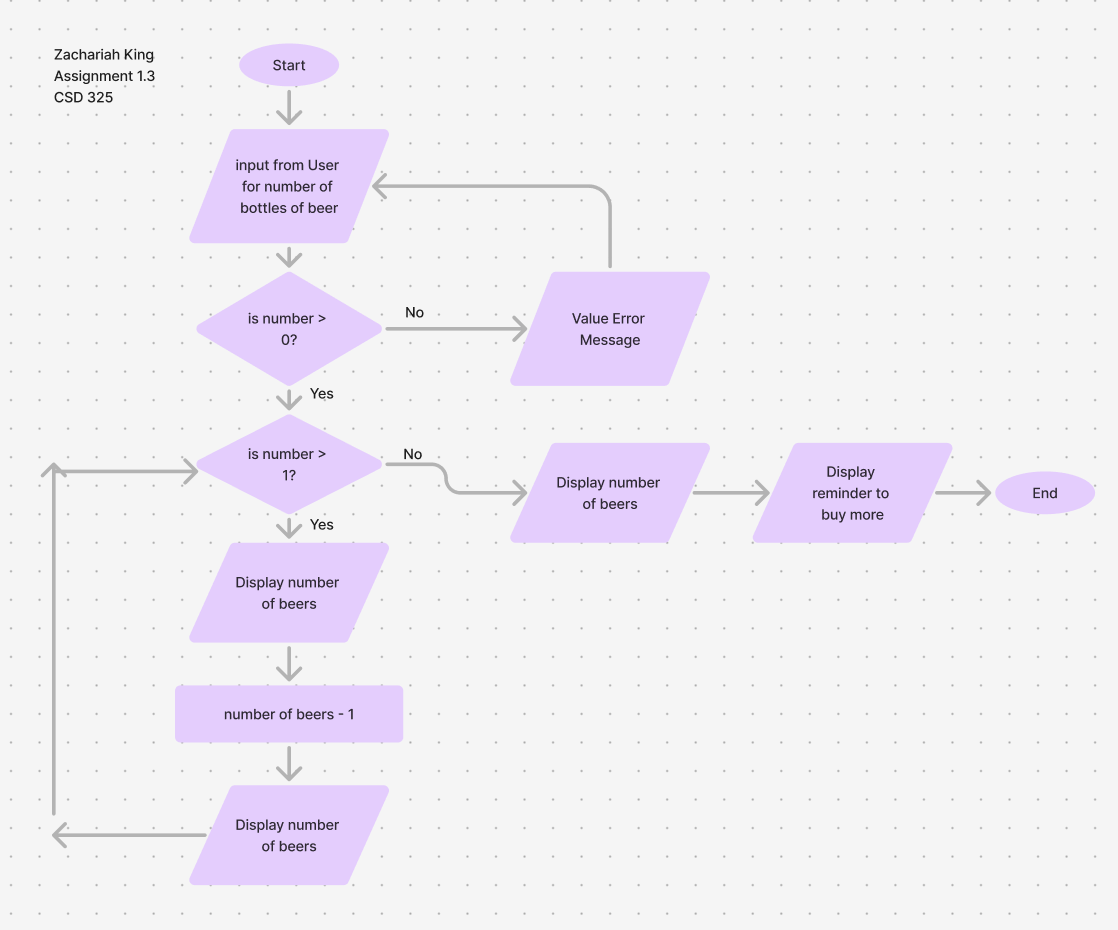 Zachariah King
Assignment 1.3
CSD 325
Start
input from User
for number of
bottles of beer
is number >
0?
No
Value Error
Message
Yes
is number >
1?
No
Display number
of beers
Display
reminder to
buy more
End
Yes
Display number
of beers
number of beers - 1
Display number
of beers